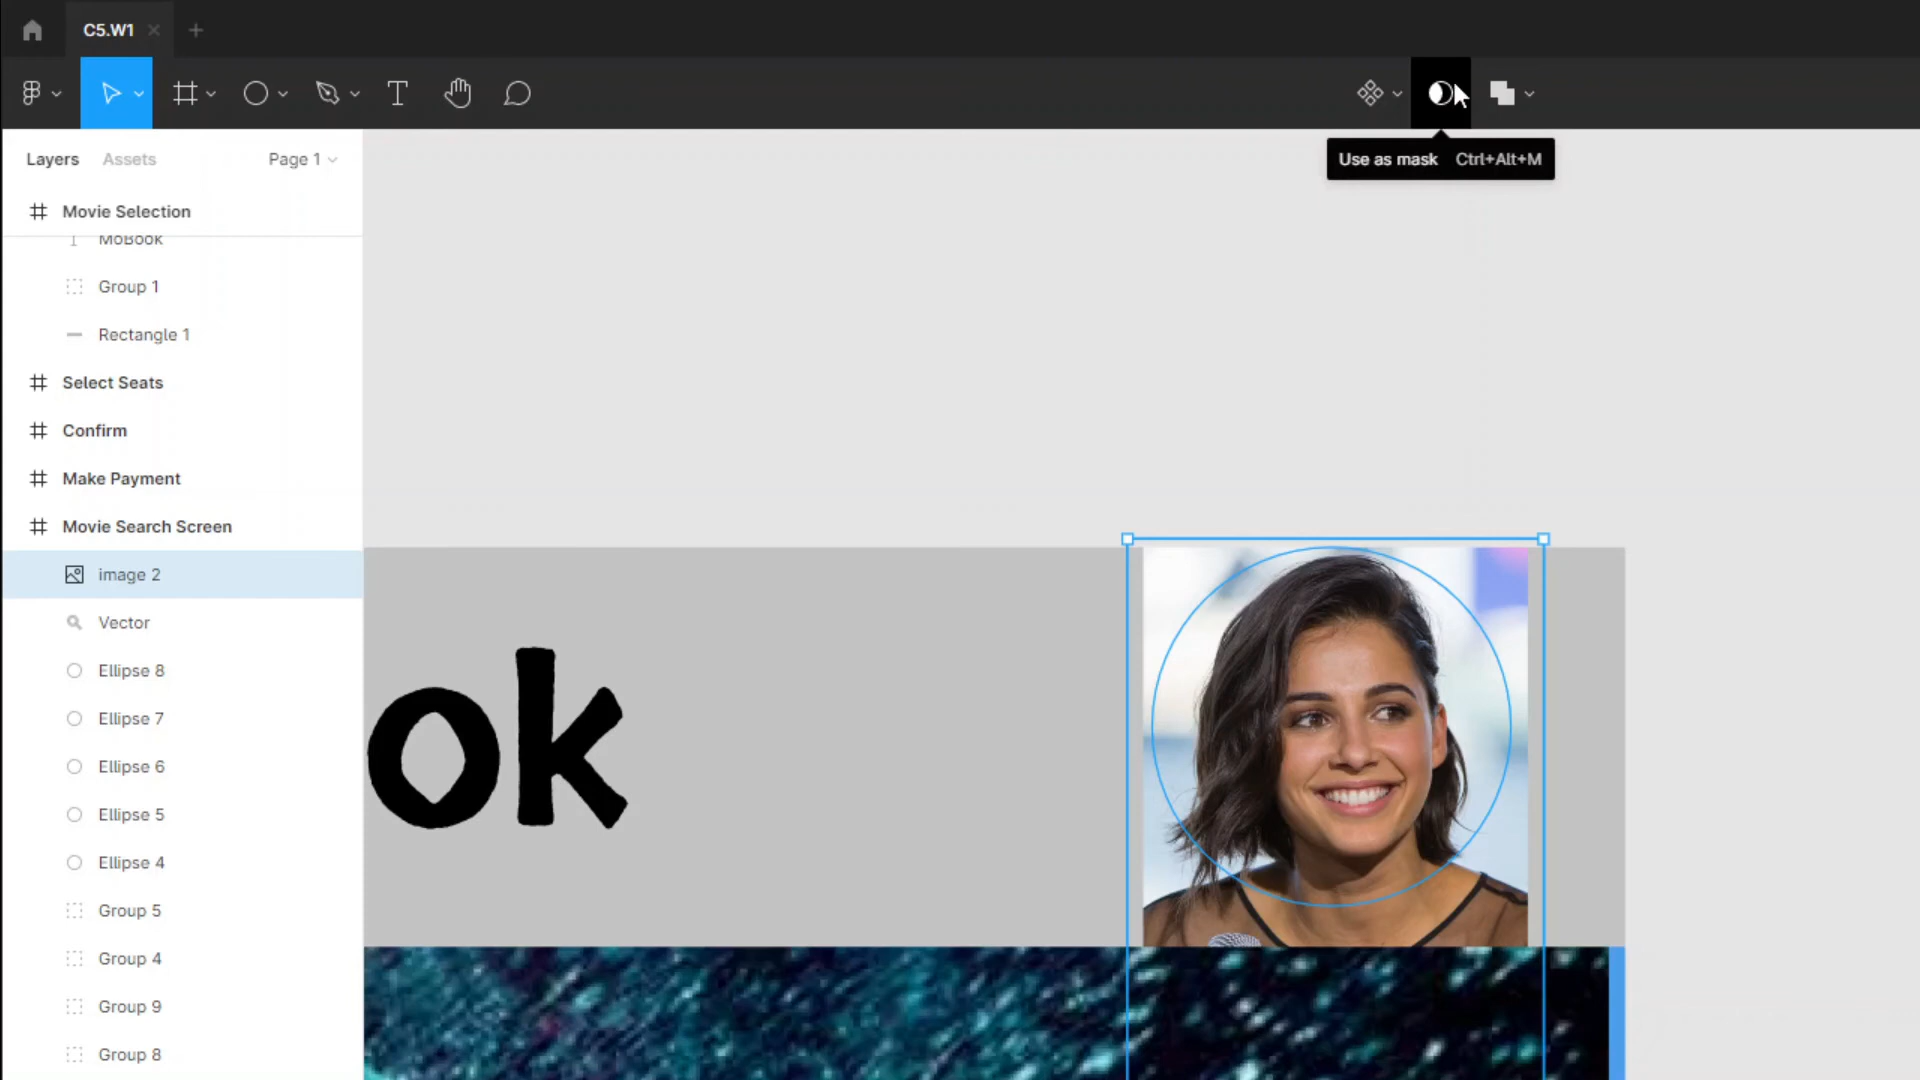 C5.W1
Use as mask Ctrl+Alt+M
Layers Assets Page 1
Movie Selection
MoBook
Group 1
Rectangle 1
Select Seats
Confirm
Make Payment
Movie Search Screen
image 2
Vector
Ellipse 8
Ellipse 7
Ellipse 6
Ellipse 5
Ellipse 4
Group 5
Group 4
Group 9
Group 8
ok